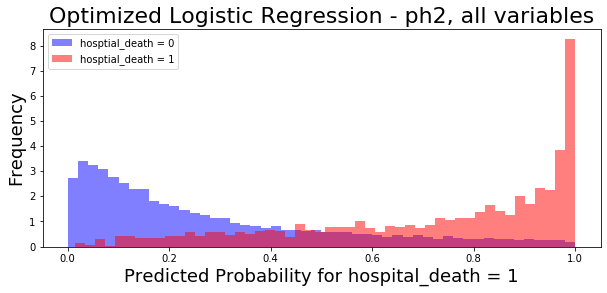 Optimized Logistic Regression - ph2, all variables
hosptial_death = 0
hosptial_death = 1
Frequency
8
7
6
5
4
3
2
1
0
0.0 0.2 0.4 0.6 0.8 1.0
Predicted Probability for hospital_death = 1